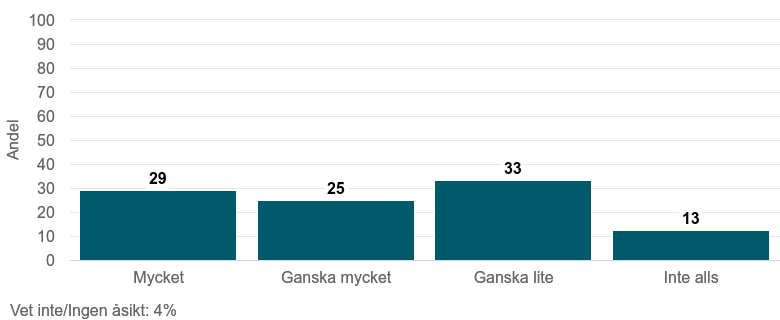 100
90
80
70
60
50
40
30
20
10
0
Andel
29
25
33
13
Mycket
Ganska mycket
Ganska lite
Inte alls
Vet inte/Ingen åsikt: 4%